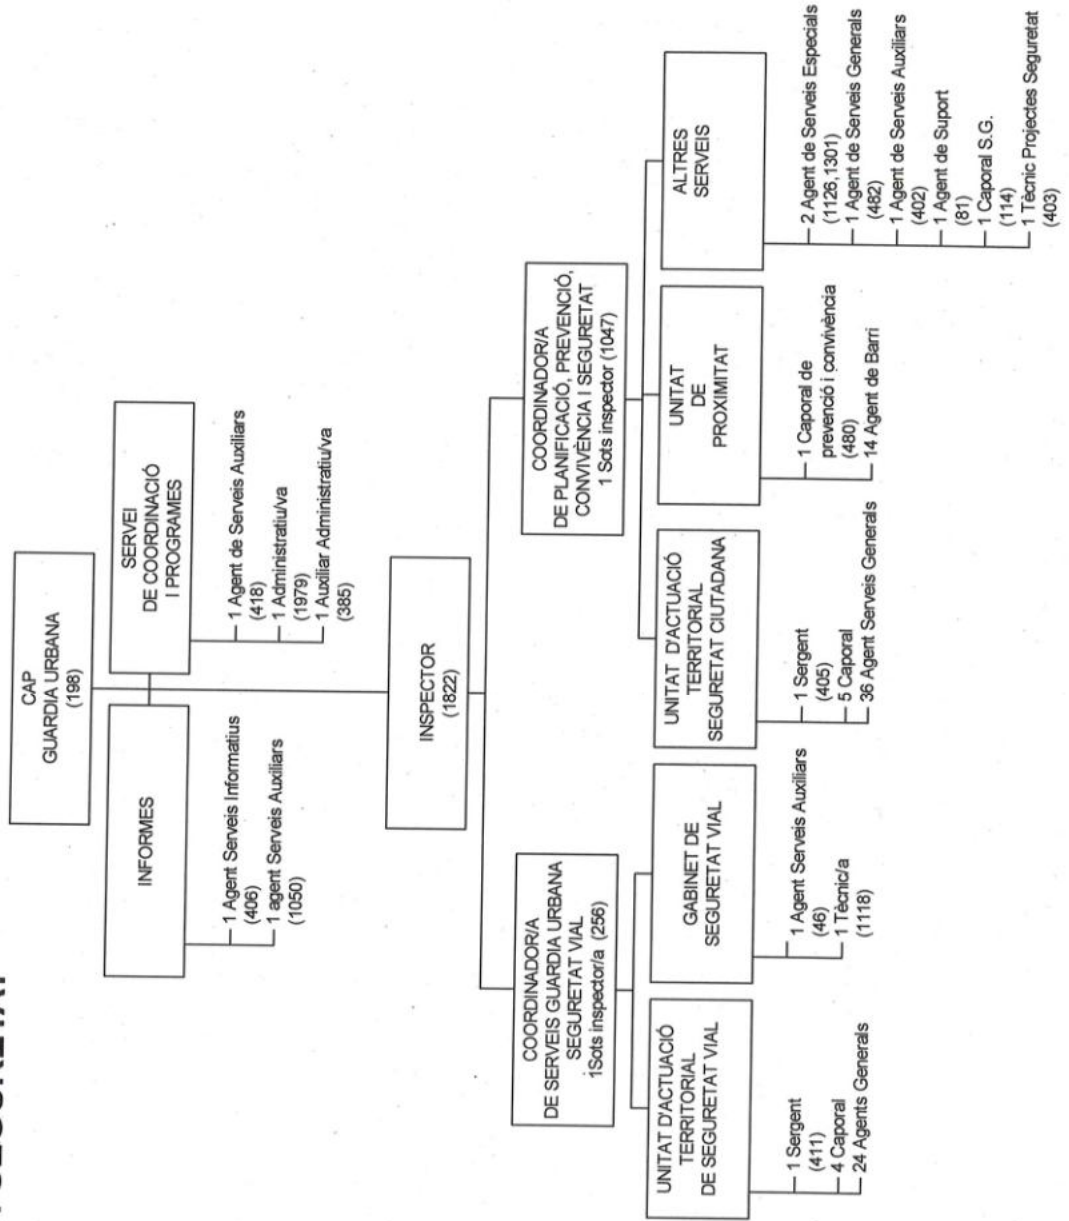 CAP
GUARDIA URBANA
(198)
INFORMES
1 Agent Serveis Informatius
(406)
1 agent Serveis Auxiliars
(1050)
SERVEI
DE COORDINACIÓ
I PROGRAMES
1 Agent de Serveis Auxiliars
(418)
1 Administratiu/va
(1979)
1 Auxiliar Administratiu/va
(385)
INSPECTOR
(1822)
COORDINADOR/A
DE SERVEIS GUARDIA URBANA
SEGURETAT VIAL
1Sots inspector/a (256)
COORDINADOR/A
DE PLANIFICACIÓ, PREVENCIÓ,
CONVIVÈNCIA I SEGURETAT
1 Sots inspector (1047)
UNITAT D'ACTUACIÓ
TERRITORIAL
DE SEGURETAT VIAL
1 Sergent
(411)
4 Caporal
24 Agents Generals
GABINET DE
SEGURETAT VIAL
1 Agent Serveis Auxiliars
(46)
1 Tècnic/a
(1118)
UNITAT D'ACTUACIÓ
TERRITORIAL
SEGURETAT CIUTADANA
1 Sergent
(405)
5 Caporal
36 Agent Serveis Generals
UNITAT
DE
PROXIMITAT
1 Caporal de
prevenció i convivència
(480)
14 Agent de Barri
ALTRES
SERVEIS
2 Agent de Serveis Especials
(1126,1301)
1 Agent de Serveis Generals
(482)
1 Agent de Serveis Auxiliars
(402)
1 Agent de Suport
(81)
1 Caporal S.G.
(114)
1 Tècnic Projectes Seguretat
(403)